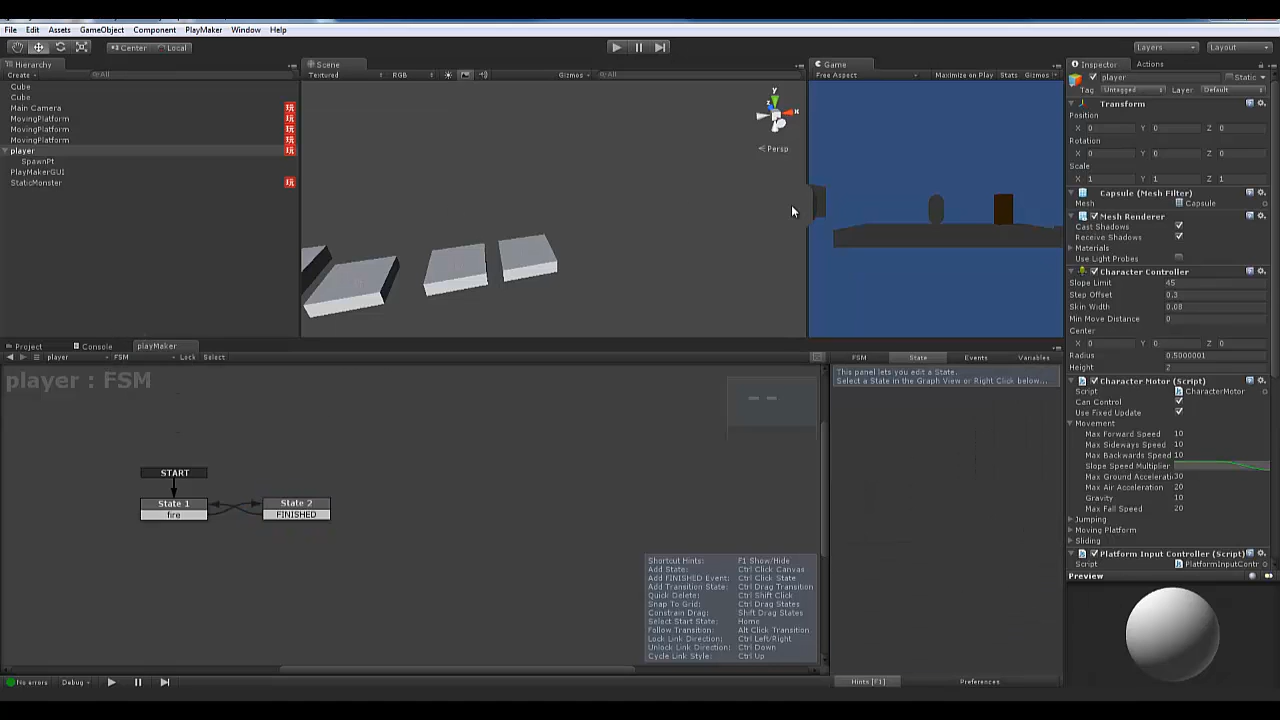 File Edit Assets GameObject Component PlayMaker Window Help
Center Local Layers Layout
Hierarchy
Create All
Cube
Cube
Main Camera
MovingPlatform
MovingPlatform
MovingPlatform
player
SpawnPt
PlayMakerGUI
StaticMonster
Scene
Textured RGB Gizmos All
y
x
z
Persp
Game
Free Aspect Maximize on Play Stats Gizmos
Inspector Actions
player Static
Tag Untagged Layer Default
Transform
Position
X 0 Y 0 Z 0
Rotation
X 0 Y 0 Z 0
Scale
X 1 Y 1 Z 1
Capsule (Mesh Filter)
Mesh Capsule
Mesh Renderer
Cast Shadows
Receive Shadows
Materials
Use Light Probes
Character Controller
Slope Limit 45
Step Offset 0.3
Skin Width 0.08
Min Move Distance 0
Center
X 0 Y 0 Z 0
Radius 0.5000001
Height 2
Character Motor (Script)
Script CharacterMotor
Can Control
Use Fixed Update
Movement
Max Forward Speed 10
Max Sideways Speed 10
Max Backwards Speed 10
Slope Speed Multiplier
Max Ground Accelerati 30
Max Air Acceleration 20
Gravity 10
Max Fall Speed 20
Jumping
Moving Platform
Sliding
Platform Input Controller (Script)
Script PlatformInputContr
Preview
Project Console playMaker
player FSM Lock Select
player : FSM
START
State 1
fire
State 2
FINISHED
Shortcut Hints: F1 Show/Hide
Add State: Ctrl Click Canvas
Add FINISHED Event: Ctrl Click State
Add Transition State: Ctrl Drag Transition
Quick Delete: Ctrl Shift Click
Snap To Grid: Ctrl Drag States
Constrain Drag: Shift Drag States
Select Start State: Home
Follow Transition: Alt Click Transition
Lock Link Direction: Ctrl Left/Right
Unlock Link Direction: Ctrl Down
Cycle Link Style: Ctrl Up
FSM State Events Variables
This panel lets you edit a State.
Select a State in the Graph View or Right Click below...
No errors Debug
Hints [F1] Preferences